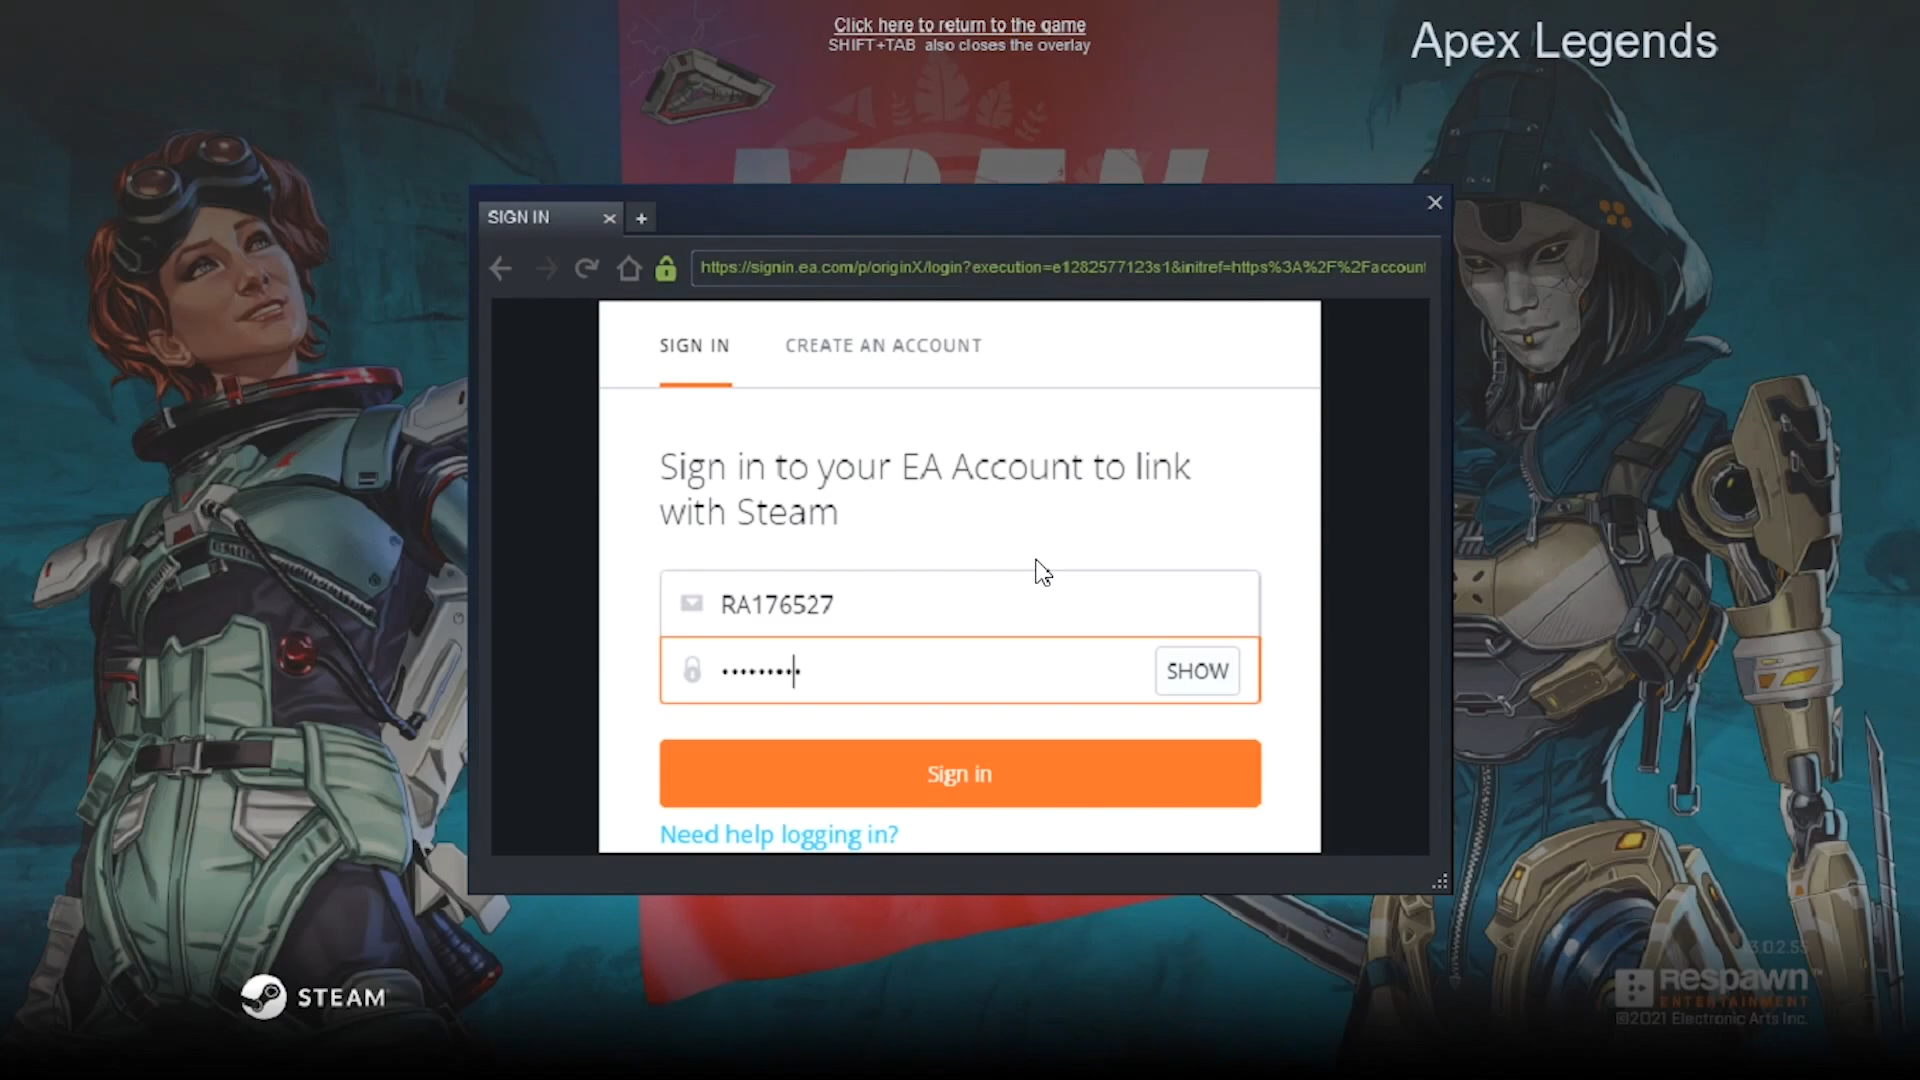 Click here to return to the game
SHIFT+TAB also closes the overlay
Apex Legends
SIGN IN
https://signin.ea.com/p/originX/login?execution=e1282577123s1&initref=https%3A%2F%2Faccount
SIGN IN
CREATE AN ACCOUNT
Sign in to your EA Account to link
with Steam
RA176527
SHOW
Sign in
Need help logging in?
STEAM
Respawn
ENTERTAINMENT
©2021 Electronic Arts Inc.